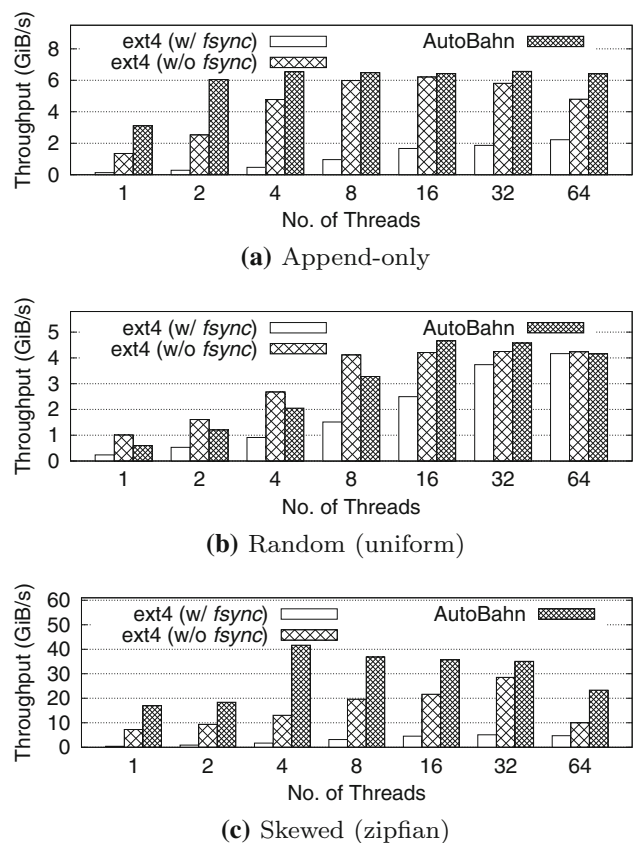 Throughput (GiB/s)
8
6
4
2
0
ext4 (w/ fsync)
ext4 (w/o fsync)
AutoBahn
1 2 4 8 16 32 64
No. of Threads
(a) Append-only
Throughput (GiB/s)
5
4
3
2
1
0
ext4 (w/ fsync)
ext4 (w/o fsync)
AutoBahn
1 2 4 8 16 32 64
No. of Threads
(b) Random (uniform)
Throughput (GiB/s)
60
50
40
30
20
10
0
ext4 (w/ fsync)
ext4 (w/o fsync)
AutoBahn
1 2 4 8 16 32 64
No. of Threads
(c) Skewed (zipfian)